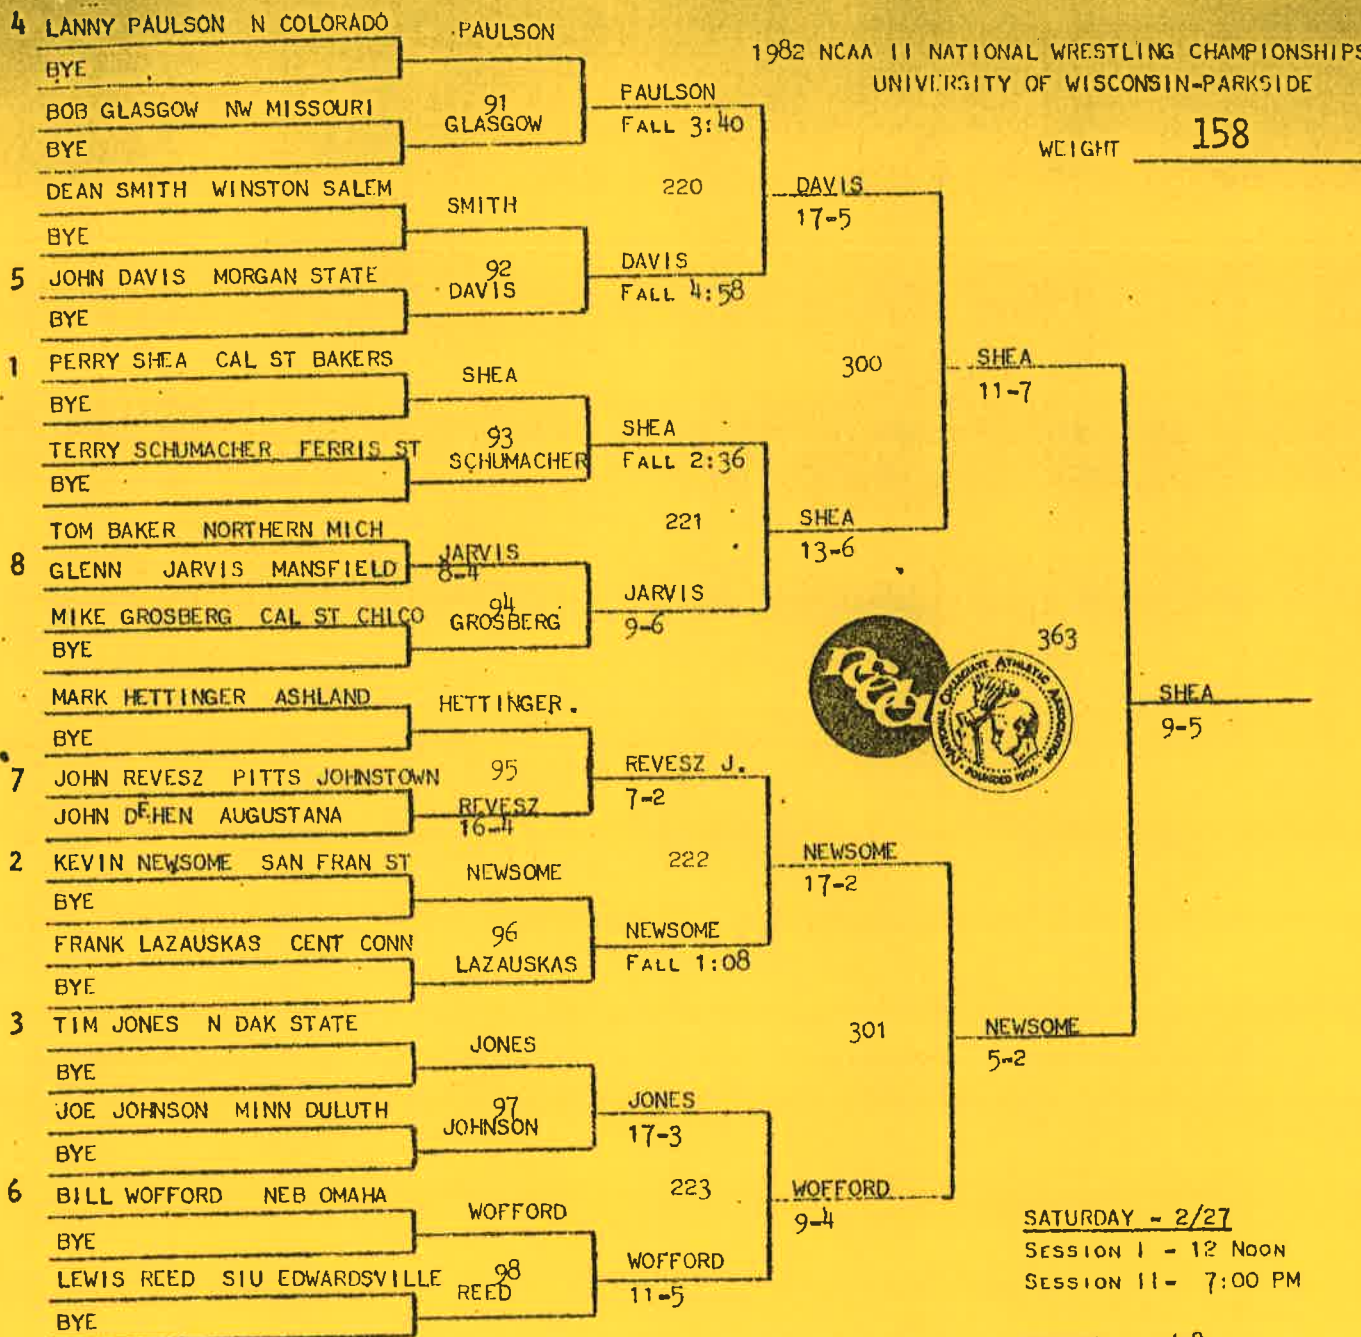 1982 NCAA II NATIONAL WRESTLING CHAMPIONSHIPS
UNIVERSITY OF WISCONSIN-PARKSIDE
WEIGHT 158
4 LANNY PAULSON N COLORADO
BYE
BOB GLASGOW NW MISSOURI
BYE
DEAN SMITH WINSTON SALEM
BYE
5 JOHN DAVIS MORGAN STATE
BYE
1 PERRY SHEA CAL ST BAKERS
BYE
TERRY SCHUMACHER FERRIS ST
BYE
TOM BAKER NORTHERN MICH
8 GLENN JARVIS MANSFIELD
MIKE GROSBERG CAL ST CHICO
BYE
MARK HETTINGER ASHLAND
BYE
7 JOHN REVESZ PITTS JOHNSTOWN
JOHN DEHEN AUGUSTANA
2 KEVIN NEWSOME SAN FRAN ST
BYE
FRANK LAZAUSKAS CENT CONN
BYE
3 TIM JONES N DAK STATE
BYE
JOE JOHNSON MINN DULUTH
BYE
6 BILL WOFFORD NEB OMAHA
BYE
LEWIS REED SIU EDWARDSVILLE
BYE
PAULSON
91
GLASGOW
SMITH
92
DAVIS
SHEA
93
SCHUMACHER
JARVIS
8-4
94
GROSBERG
HETTINGER.
95
REVESZ
16-4
NEWSOME
96
LAZAUSKAS
JONES
97
JOHNSON
WOFFORD
98
REED
PAULSON
FALL 3:40
220
DAVIS
FALL 4:58
SHEA
FALL 2:36
221
JARVIS
9-6
REVESZ J.
7-2
222
NEWSOME
FALL 1:08
JONES
17-3
223
WOFFORD
11-5
DAVIS
17-5
300
SHEA
13-6
NEWSOME
17-2
301
WOFFORD
9-4
SHEA
11-7
363
NEWSOME
5-2
SHEA
9-5
ncaa
NATIONAL COLLEGIATE ATHLETIC ASSOCIATION
FOUNDED 1906
SATURDAY - 2/27
SESSION I - 12 NOON
SESSION II- 7:00 PM